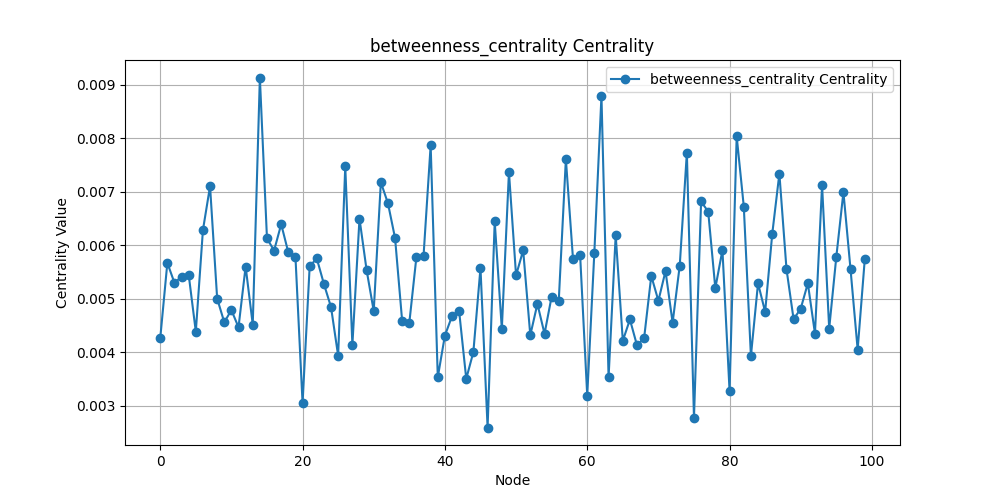 betweenness_centrality Centrality
betweenness_centrality Centrality
Centrality Value
0.009
0.008
0.007
0.006
0.005
0.004
0.003
0 20 40 60 80 100
Node